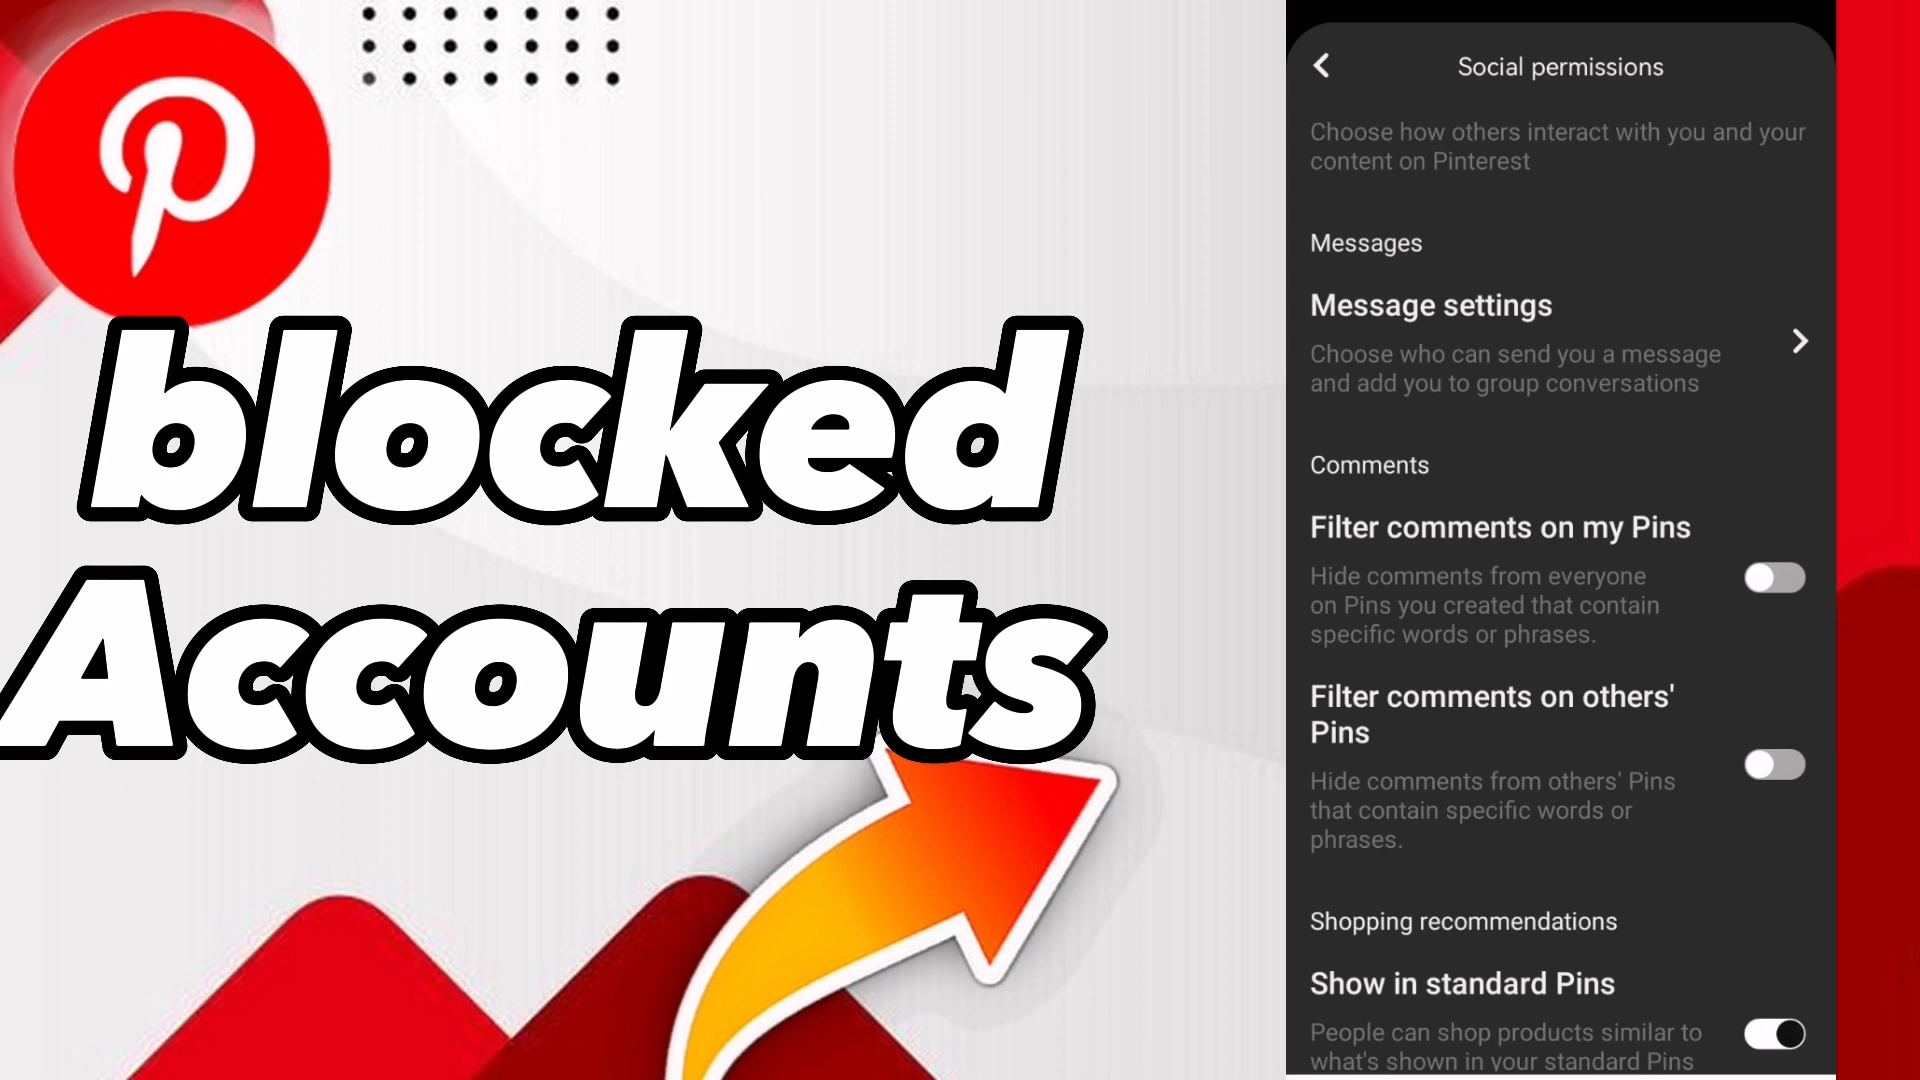 blocked
Accounts
Social permissions
Choose how others interact with you and your
content on Pinterest
Messages
Message settings
Choose who can send you a message
and add you to group conversations
Comments
Filter comments on my Pins
Hide comments from everyone
on Pins you created that contain
specific words or phrases.
Filter comments on others'
Pins
Hide comments from others' Pins
that contain specific words or
phrases.
Shopping recommendations
Show in standard Pins
People can shop products similar to
what's shown in your standard Pins